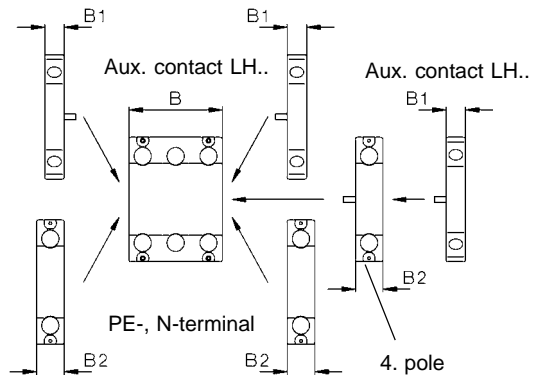 B1
B1
Aux. contact LH..
Aux. contact LH..
B
B1
B2
PE-, N-terminal
B2
B2
4. pole